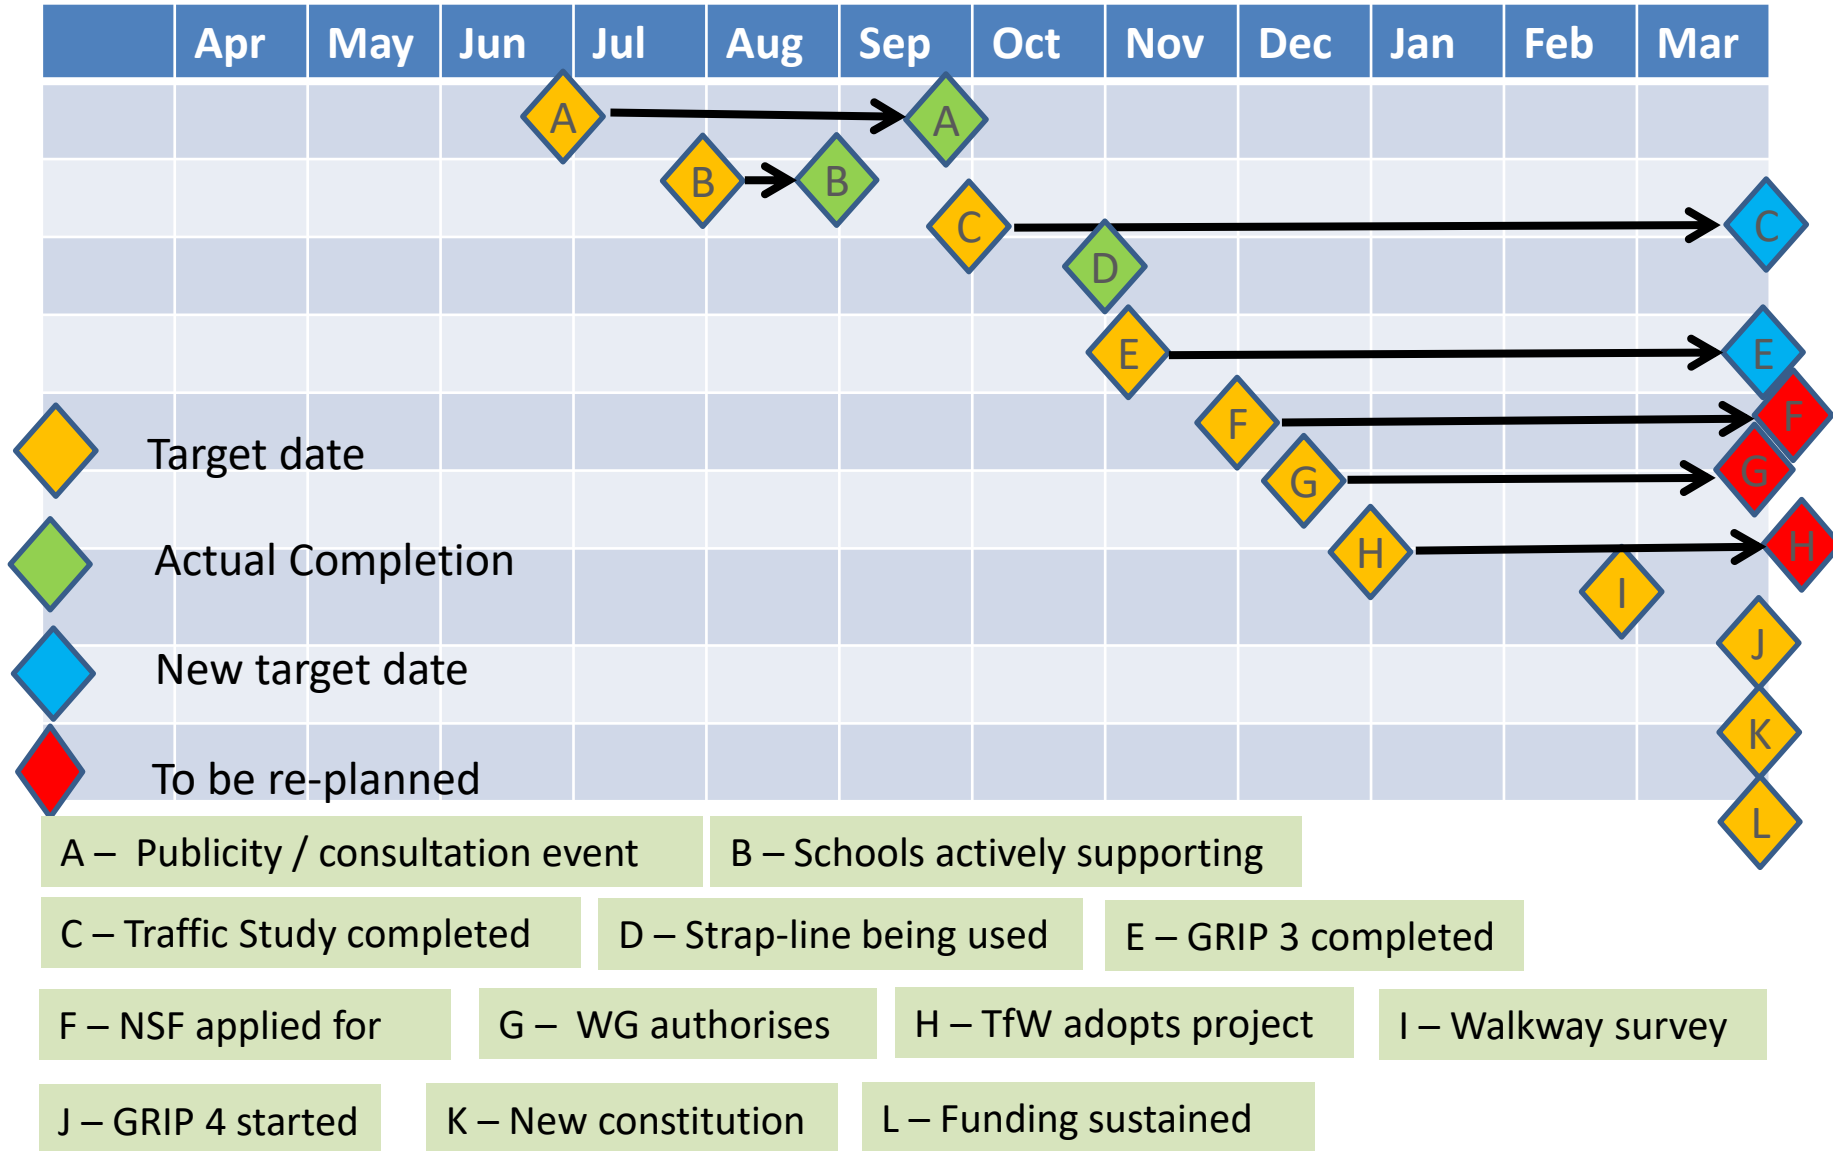 Apr May Jun Jul Aug Sep Oct Nov Dec Jan Feb Mar
A A
B B
C C
D
E E
F F
Target date
G G
Actual Completion
H H
I
J
New target date
K
To be re-planned
L
A – Publicity / consultation event
B – Schools actively supporting
C – Traffic Study completed
D – Strap-line being used
E – GRIP 3 completed
F – NSF applied for
G – WG authorises
H – TfW adopts project
I – Walkway survey
J – GRIP 4 started
K – New constitution
L – Funding sustained